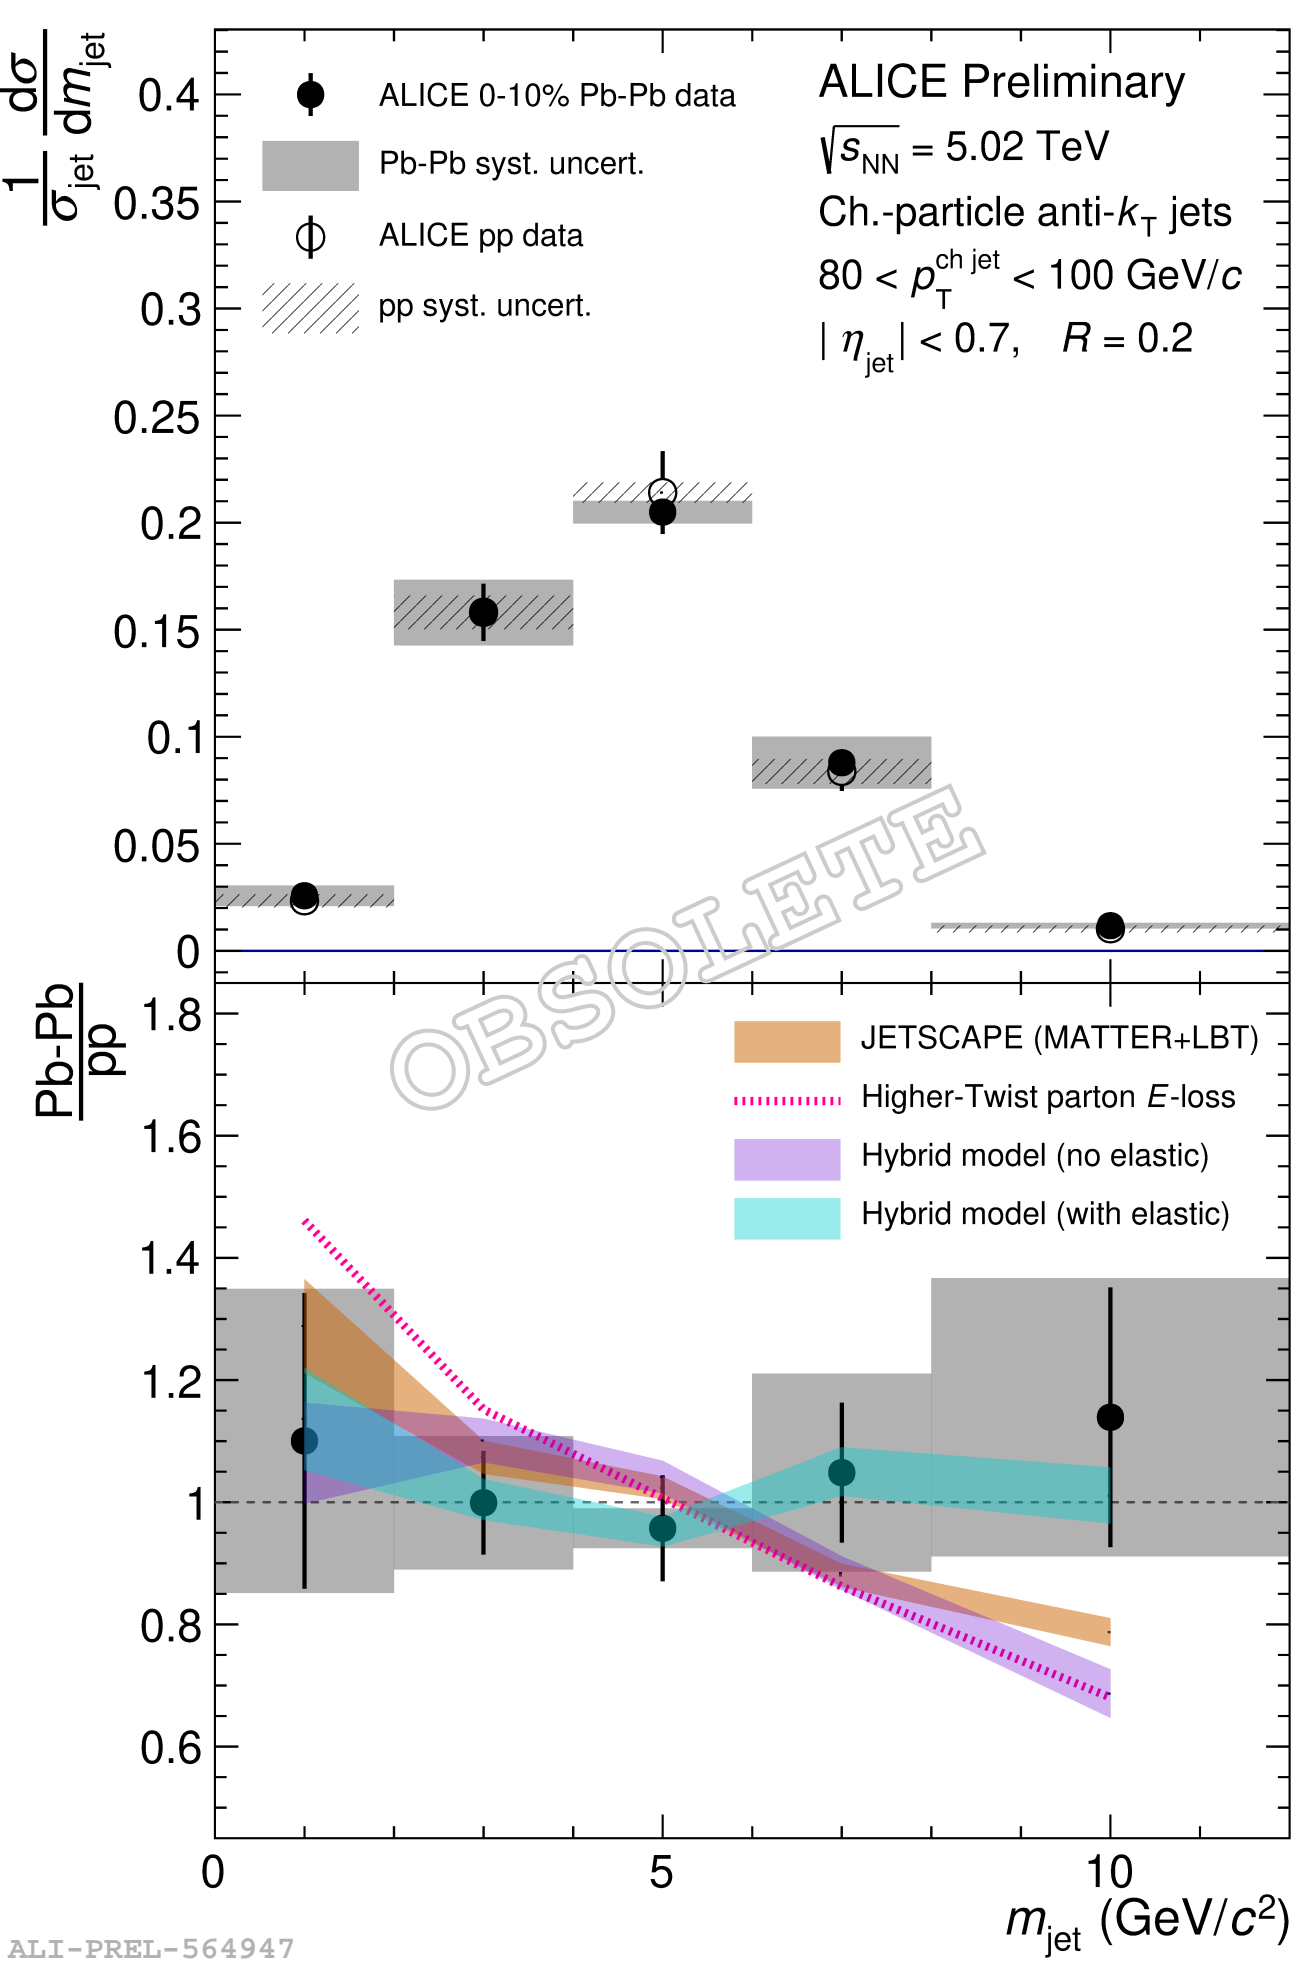 1/σjet dσ/dmjet
0.4
0.35
0.3
0.25
0.2
0.15
0.1
0.05
0
ALICE 0-10% Pb-Pb data
Pb-Pb syst. uncert.
ALICE pp data
pp syst. uncert.
ALICE Preliminary
√sNN = 5.02 TeV
Ch.-particle anti-kT jets
80 < pT^ch jet < 100 GeV/c
| ηjet| < 0.7, R = 0.2
OBSOLETE
Pb-Pb/pp
1.8
1.6
1.4
1.2
1
0.8
0.6
JETSCAPE (MATTER+LBT)
Higher-Twist parton E-loss
Hybrid model (no elastic)
Hybrid model (with elastic)
0 5 10
mjet (GeV/c²)
ALI-PREL-564947